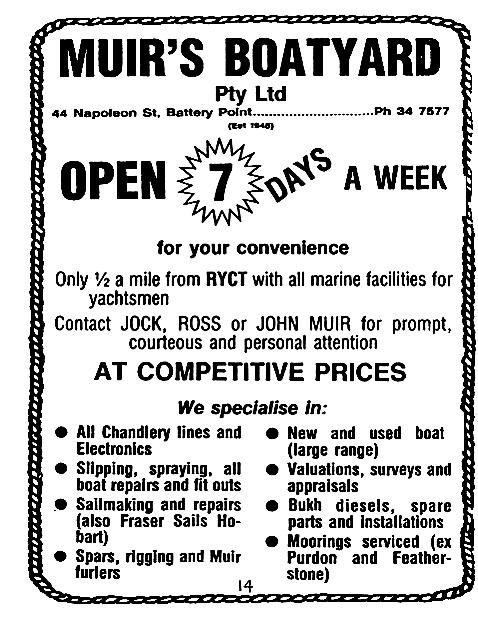 MUIR'S BOATYARD
Pty Ltd
44 Napoleon St, Battery Point..............................Ph 34 7577
(Est 1948)
OPEN 7 DAYS A WEEK
for your convenience
Only ½ a mile from RYCT with all marine facilities for
yachtsmen
Contact JOCK, ROSS or JOHN MUIR for prompt,
courteous and personal attention
AT COMPETITIVE PRICES
We specialise in:
● All Chandlery lines and
Electronics
● Slipping, spraying, all
boat repairs and fit outs
● Sailmaking and repairs
(also Fraser Sails Ho-
bart)
● Spars, rigging and Muir
furlers
● New and used boat
(large range)
● Valuations, surveys and
appraisals
● Bukh diesels, spare
parts and installations
● Moorings serviced (ex
Purdon and Feather-
stone)
14